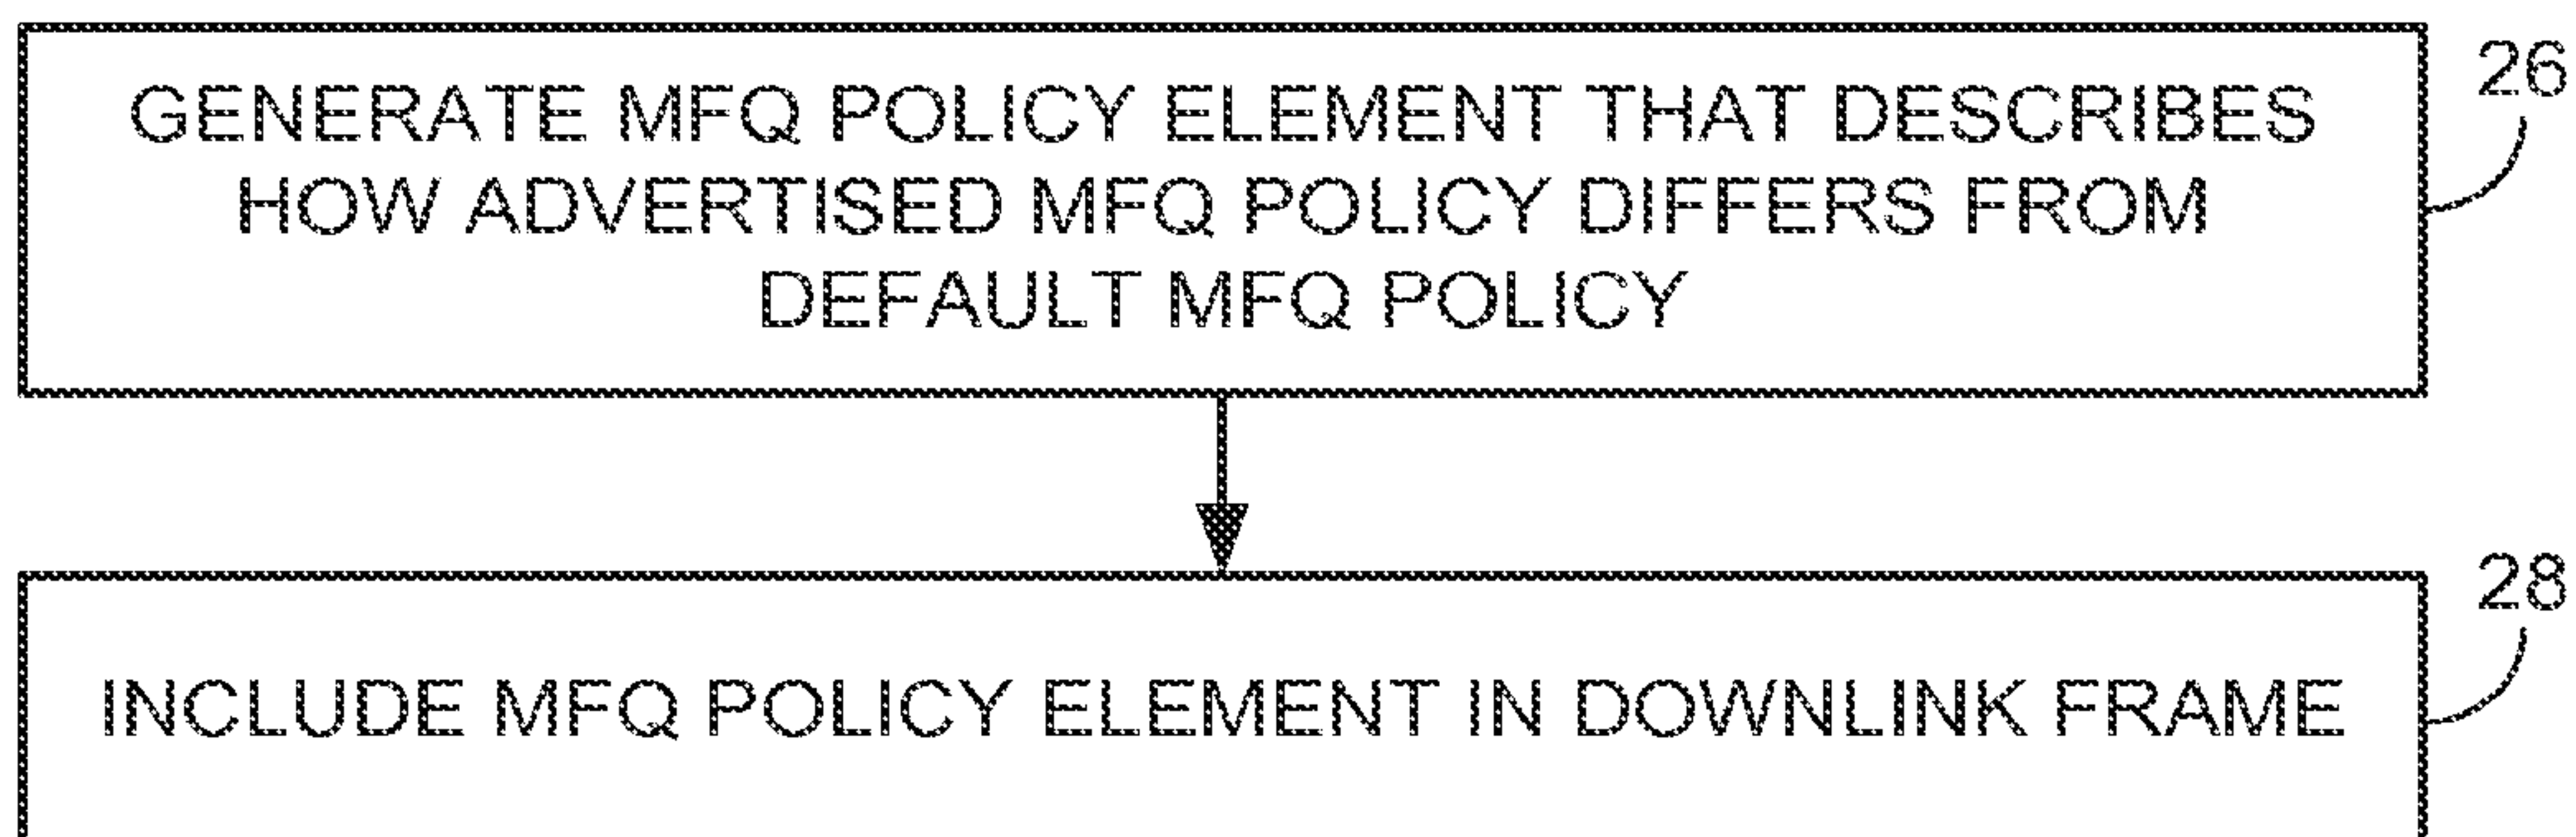 26
GENERATE MFQ POLICY ELEMENT THAT DESCRIBES
HOW ADVERTISED MFQ POLICY DIFFERS FROM
DEFAULT MFQ POLICY
28
INCLUDE MFQ POLICY ELEMENT IN DOWNLINK FRAME